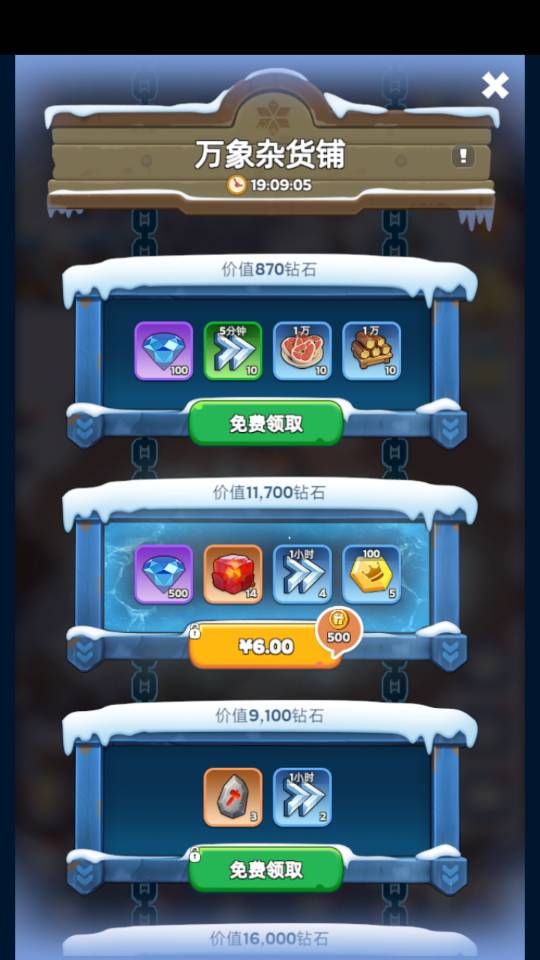 万象杂货铺
!
19:09:05
价值870钻石
100
5分钟
10
1万
10
1万
10
免费领取
价值11,700钻石
500
14
1小时
4
100
5
¥6.00
500
价值9,100钻石
3
1小时
2
免费领取
价值16,000钻石